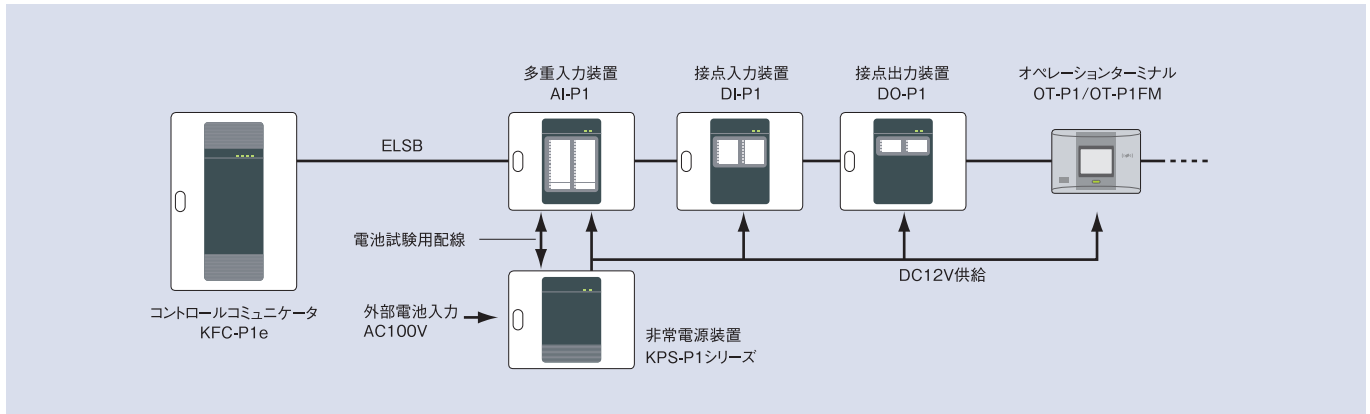 多重入力装置
AI-P1
接点入力装置
DI-P1
接点出力装置
DO-P1
オペレーションターミナル
OT-P1/OT-P1FM
ELSB
電池試験用配線
DC12V供給
コントロールコミュニケータ
KFC-P1e
外部電池入力
AC100V
非常電源装置
KPS-P1シリーズ